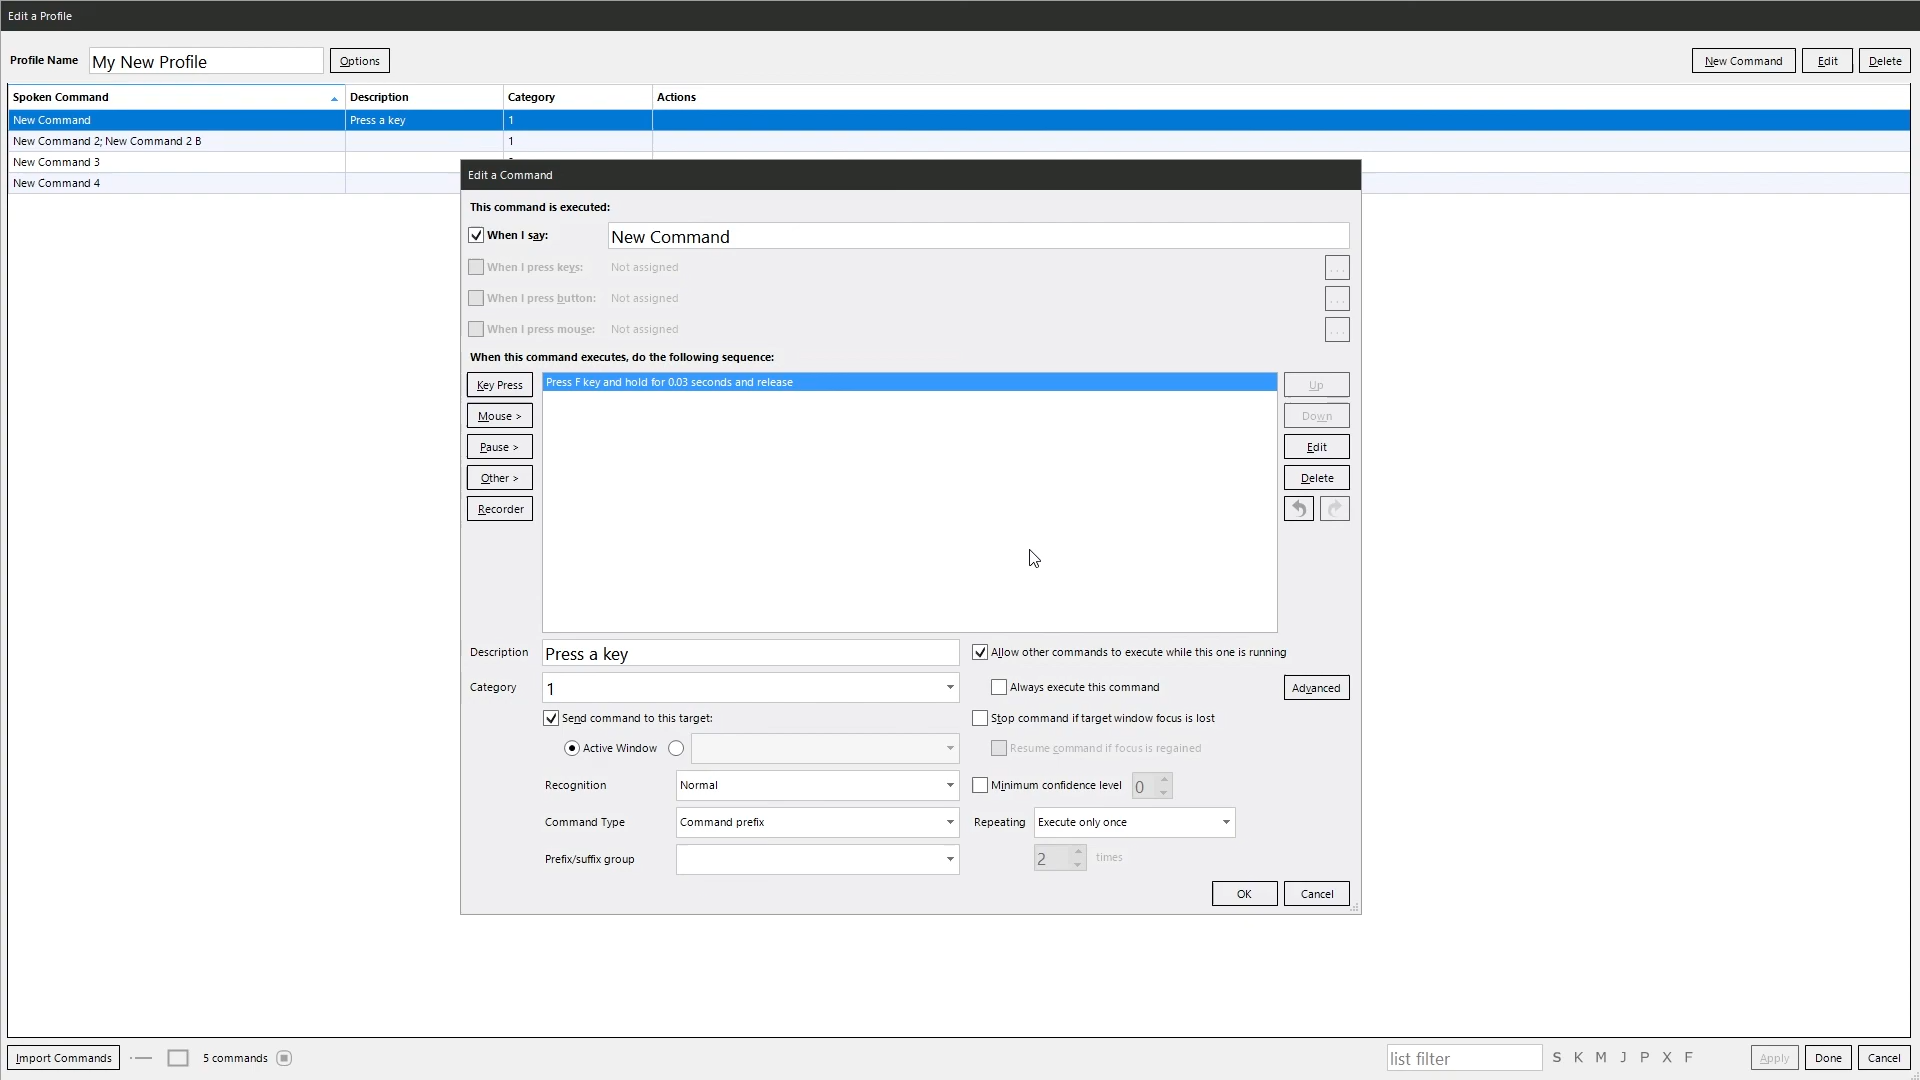 Edit a Profile
Profile Name My New Profile Options New Command Edit Delete
Spoken Command Description Category Actions
New Command Press a key 1
New Command 2; New Command 2 B 1
New Command 3
New Command 4
Edit a Command
This command is executed:
When I say: New Command
When I press keys: Not assigned ...
When I press button: Not assigned ...
When I press mouse: Not assigned ...
When this command executes, do the following sequence:
Key Press Press F key and hold for 0.03 seconds and release Up
Mouse > Down
Pause > Edit
Other > Delete
Recorder
Description Press a key Allow other commands to execute while this one is running
Category 1 Always execute this command Advanced
Send command to this target: Stop command if target window focus is lost
Active Window Resume command if focus is regained
Recognition Normal Minimum confidence level 0
Command Type Command prefix Repeating Execute only once
Prefix/suffix group 2 times
OK Cancel
Import Commands 5 commands list filter S K M J P X F Apply Done Cancel